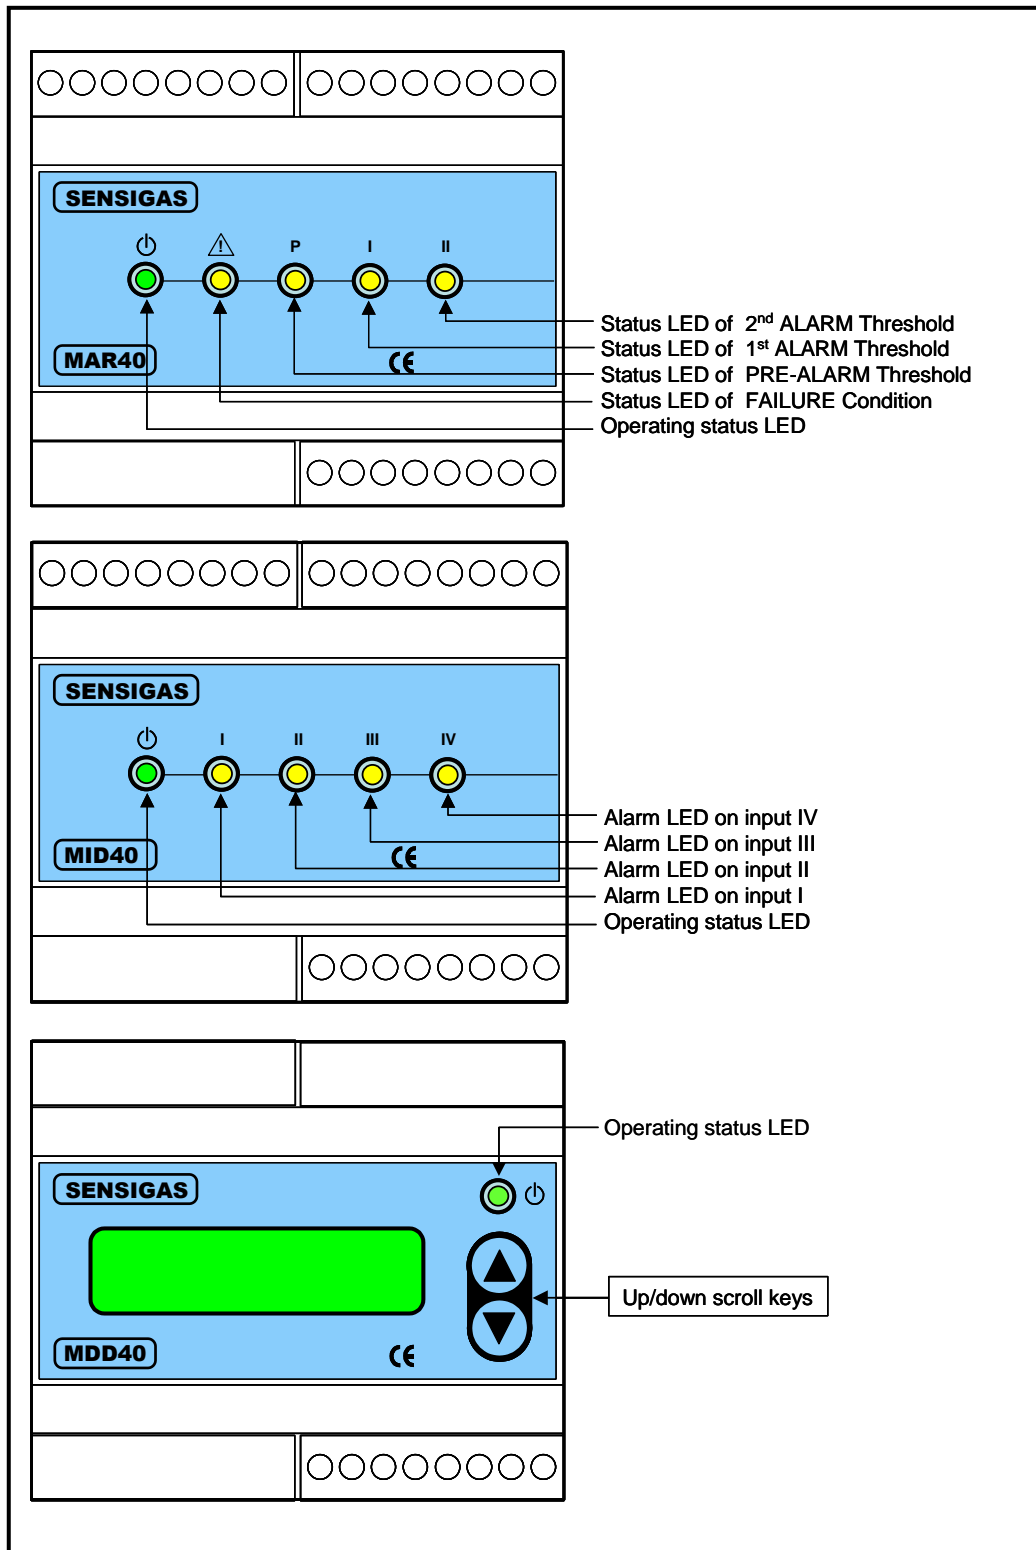 SENSIGAS
P I II
MAR40
CE
Status LED of 2nd ALARM Threshold
Status LED of 1st ALARM Threshold
Status LED of PRE-ALARM Threshold
Status LED of FAILURE Condition
Operating status LED
SENSIGAS
I II III IV
MID40
CE
Alarm LED on input IV
Alarm LED on input III
Alarm LED on input II
Alarm LED on input I
Operating status LED
Operating status LED
SENSIGAS
Up/down scroll keys
MDD40
CE